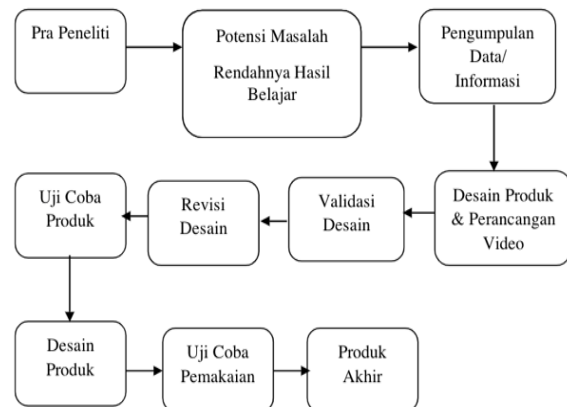 Pra Peneliti
Potensi Masalah
Rendahnya Hasil
Belajar
Pengumpulan
Data/
Informasi
Desain Produk
& Perancangan
Video
Validasi
Desain
Revisi
Desain
Uji Coba
Produk
Desain
Produk
Uji Coba
Pemakaian
Produk
Akhir